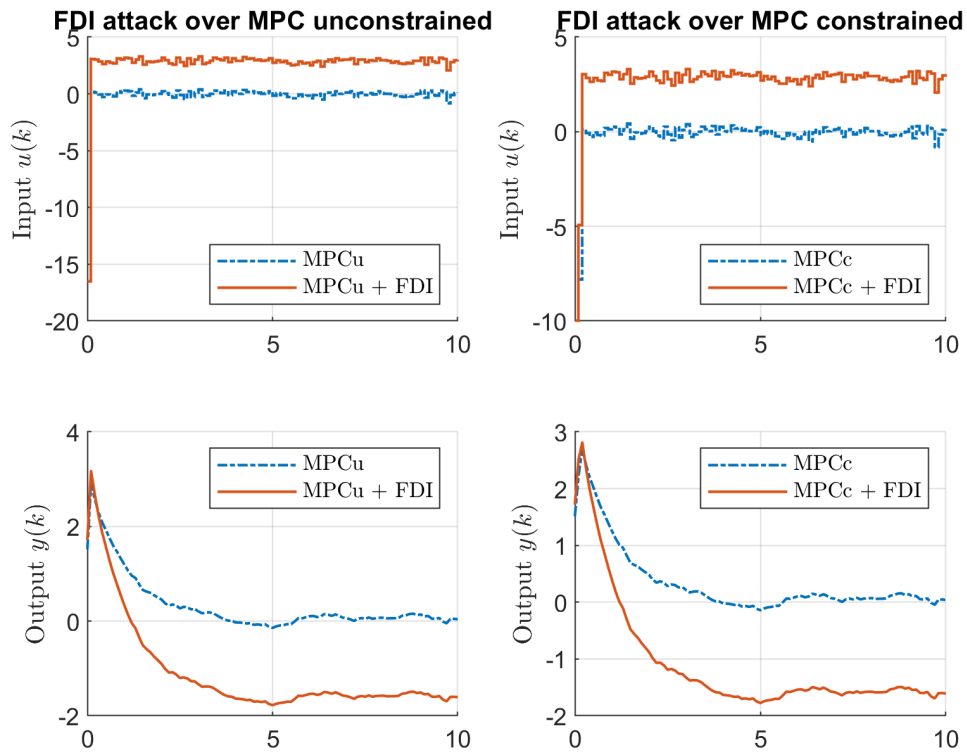 FDI attack over MPC unconstrained
5
0
-5
-10
-15
-20
Input u(k)
MPCu
MPCu + FDI
0
5
10
FDI attack over MPC constrained
5
0
-5
-10
Input u(k)
MPCc
MPCc + FDI
0
5
10
4
2
0
-2
Output y(k)
MPCu
MPCu + FDI
0
5
10
3
2
1
0
-1
-2
Output y(k)
MPCc
MPCc + FDI
0
5
10